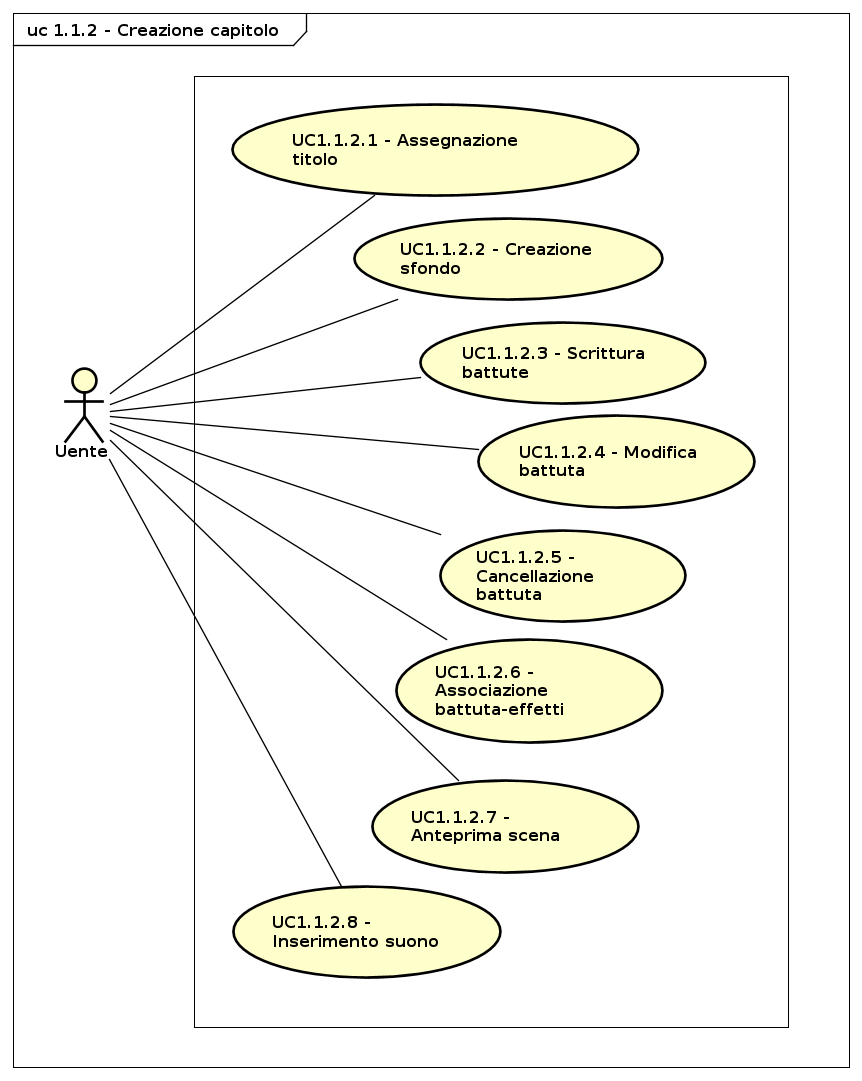 uc 1.1.2 - Creazione capitolo
UC1.1.2.1 - Assegnazione
titolo
UC1.1.2.2 - Creazione
sfondo
UC1.1.2.3 - Scrittura
battute
Uente
UC1.1.2.4 - Modifica
battuta
UC1.1.2.5 -
Cancellazione
battuta
UC1.1.2.6 -
Associazione
battuta-effetti
UC1.1.2.7 -
Anteprima scena
UC1.1.2.8 -
Inserimento suono